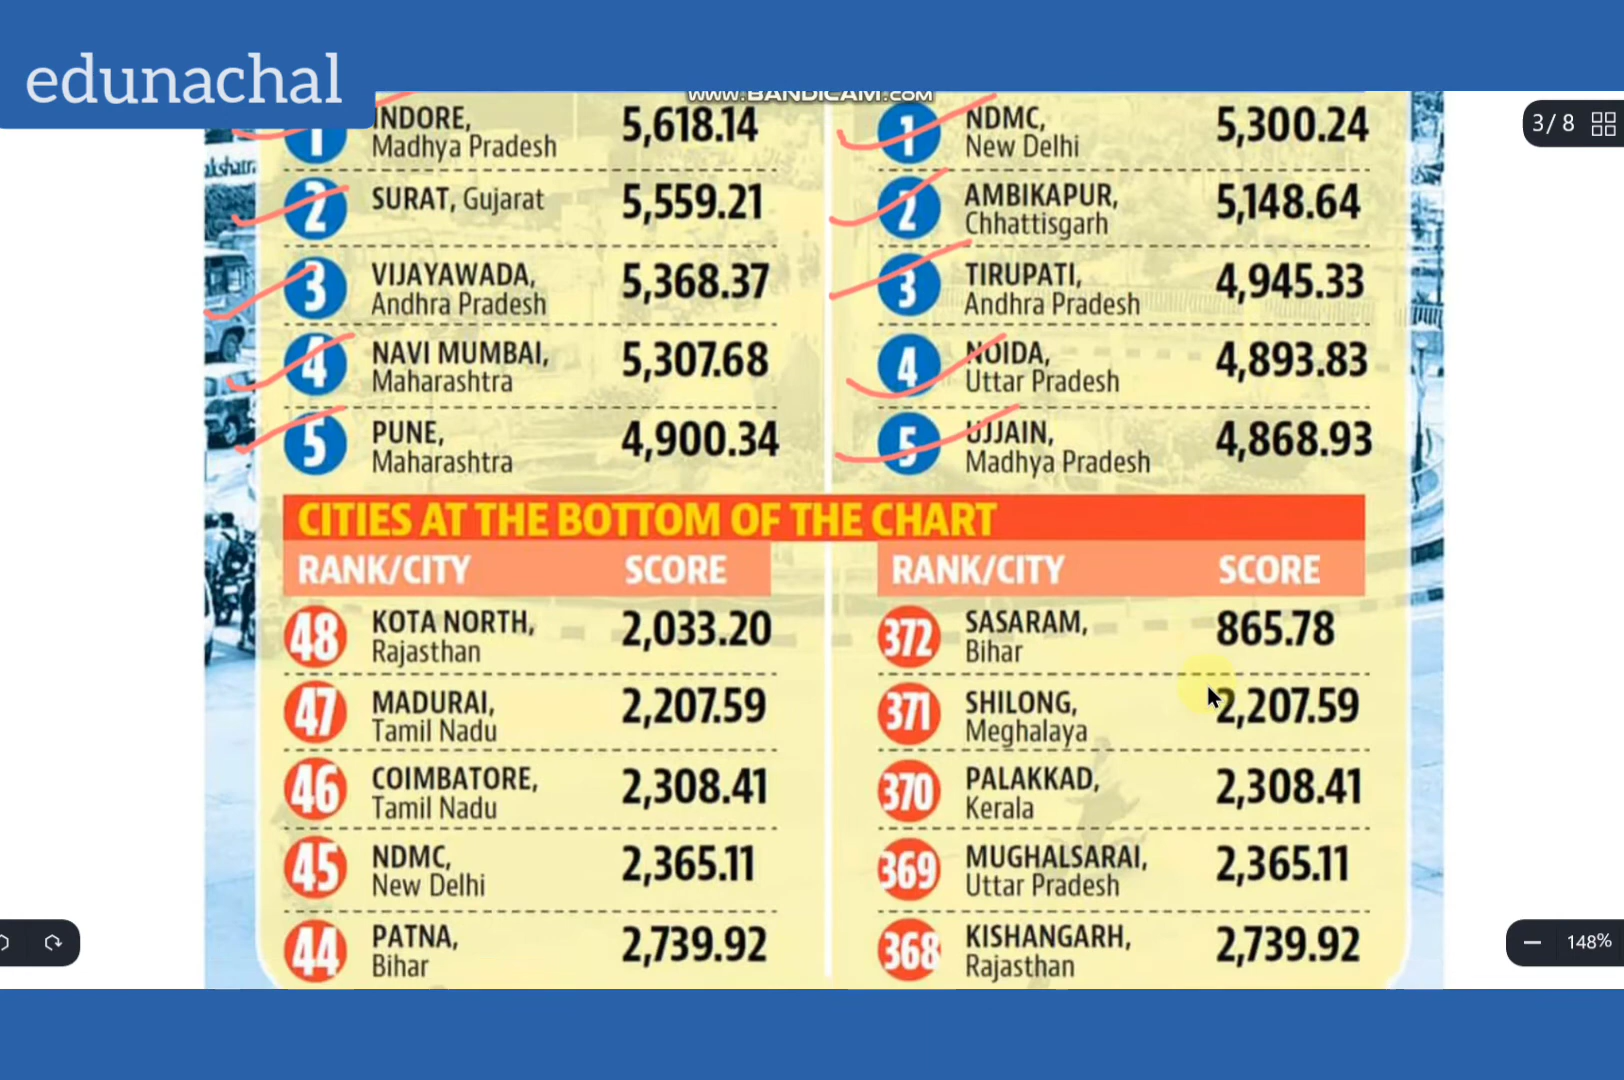 edunachal
www.BANDICAM.com
3/8
akshatr
1 INDORE, 5,618.14
Madhya Pradesh
2 SURAT, Gujarat 5,559.21
3 VIJAYAWADA, 5,368.37
Andhra Pradesh
4 NAVI MUMBAI, 5,307.68
Maharashtra
5 PUNE, 4,900.34
Maharashtra
1 NDMC, 5,300.24
New Delhi
2 AMBIKAPUR, 5,148.64
Chhattisgarh
3 TIRUPATI, 4,945.33
Andhra Pradesh
4 NOIDA, 4,893.83
Uttar Pradesh
5 UJJAIN, 4,868.93
Madhya Pradesh
CITIES AT THE BOTTOM OF THE CHART
RANK/CITY SCORE
48 KOTA NORTH, 2,033.20
Rajasthan
47 MADURAI, 2,207.59
Tamil Nadu
46 COIMBATORE, 2,308.41
Tamil Nadu
45 NDMC, 2,365.11
New Delhi
44 PATNA, 2,739.92
Bihar
RANK/CITY SCORE
372 SASARAM, 865.78
Bihar
371 SHILONG, 2,207.59
Meghalaya
370 PALAKKAD, 2,308.41
Kerala
369 MUGHALSARAI, 2,365.11
Uttar Pradesh
368 KISHANGARH, 2,739.92
Rajasthan
148%